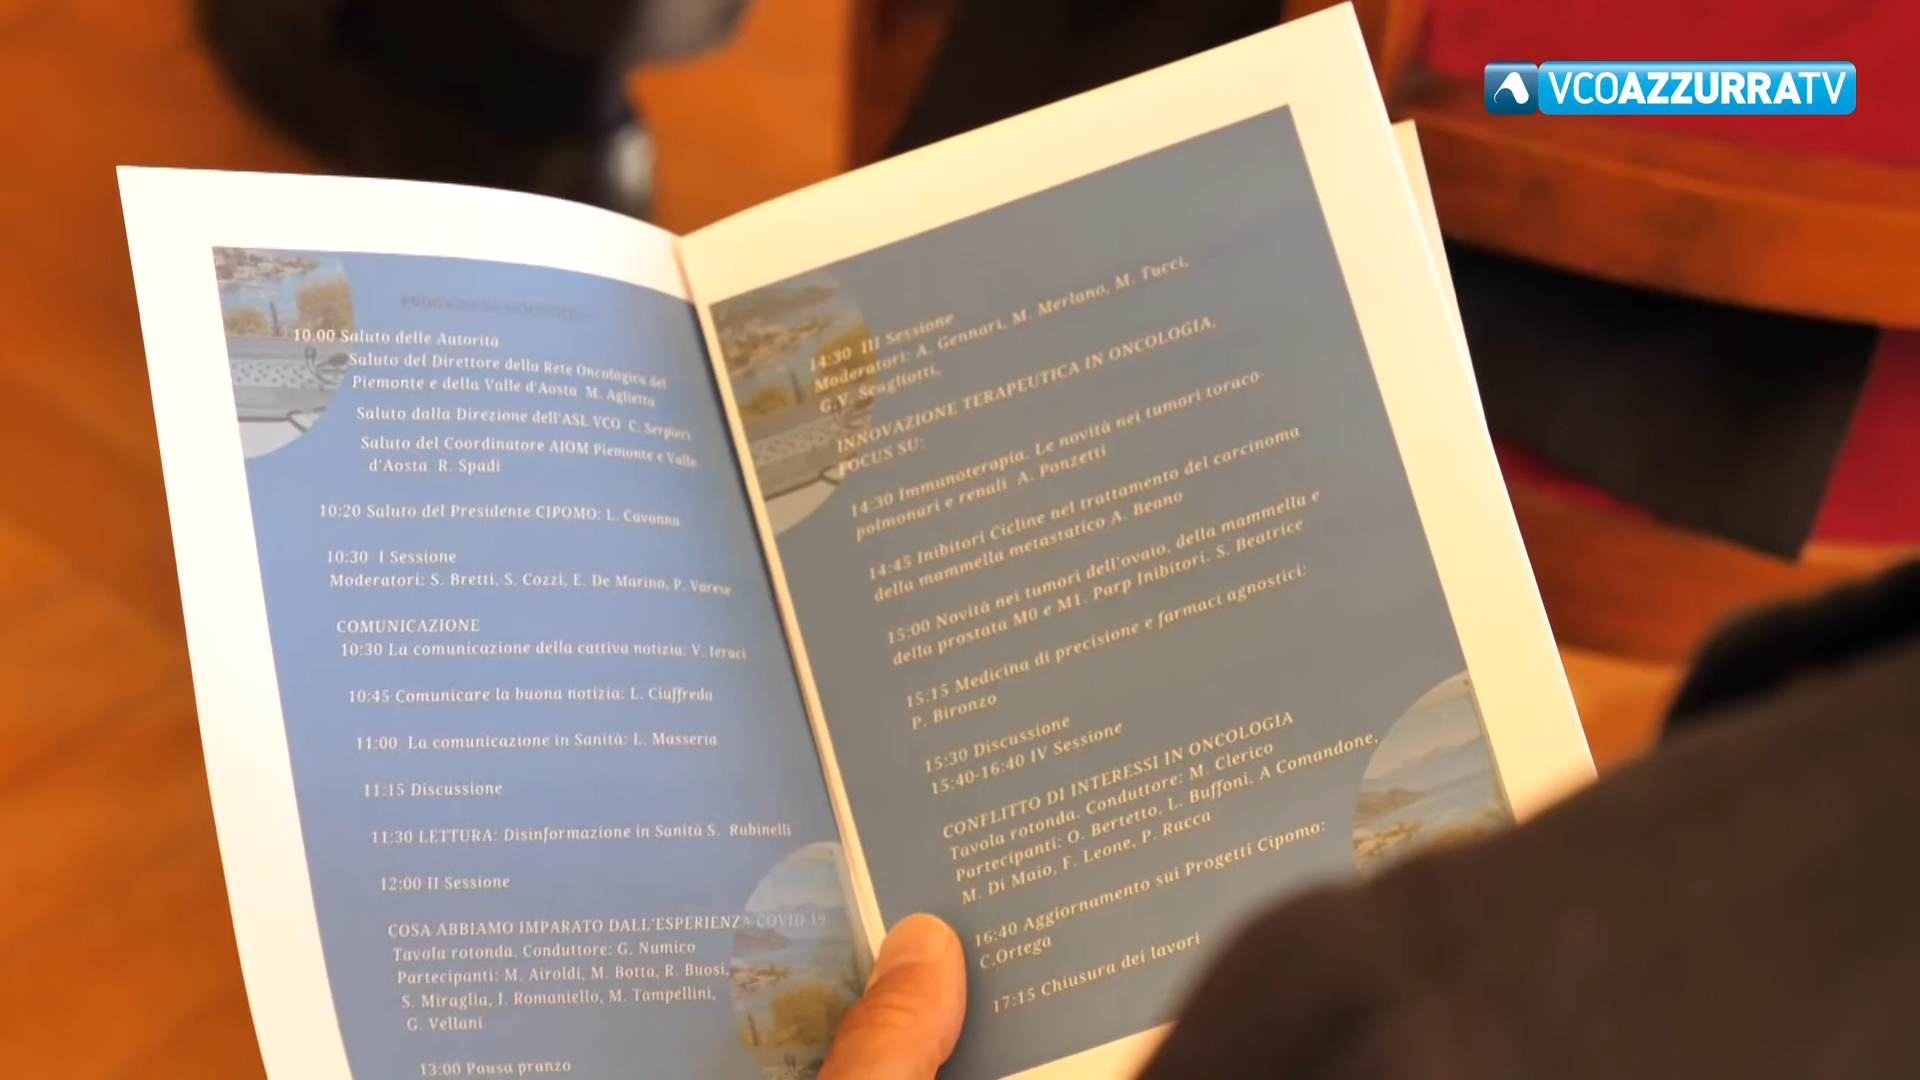 VCOAZZURRATV
10.00 Saluto delle Autorità
Saluto del Direttore della Rete Oncologica del
Piemonte e della Valle d'Aosta M. Aglietta
Saluto dalla Direzione dell'ASL VCO C. Serpieri
Saluto del Coordinatore AIOM Piemonte e Valle
d'Aosta R. Spadi
10:20 Saluto del Presidente CIPOMO: L. Cavanna
10:30 I Sessione
Moderatori: S. Bretti, S. Cozzi, E. De Marino, P. Varese
COMUNICAZIONE
10:30 La comunicazione della cattiva notizia: V. Ieraci
10:45 Comunicare la buona notizia: L. Ciuffreda
11:00 La comunicazione in Sanità: L. Masseria
11:15 Discussione
11:30 LETTURA: Disinformazione in Sanità S. Rubinelli
12:00 II Sessione
COSA ABBIAMO IMPARATO DALL'ESPERIENZA COVID-19
Tavola rotonda. Conduttore: G. Numico
Partecipanti: M. Airoldi, M. Botta, R. Buosi,
S. Miraglia, I. Romaniello, M. Tampellini,
G. Vellani
13:00 Pausa pranzo
14:30 III Sessione
Moderatori: A. Gennari, M. Merlano, M. Tucci,
G.V. Scagliotti,
INNOVAZIONE TERAPEUTICA IN ONCOLOGIA,
FOCUS SU:
14:30 Immunoterapia. Le novità nei tumori toraco-
polmonari e renali A. Ponzetti
14:45 Inibitori Cicline nel trattamento del carcinoma
della mammella metastatico A. Beano
15:00 Novità nei tumori dell'ovaio, della mammella e
della prostata M0 e M1. Parp Inibitori. S. Beatrice
15:15 Medicina di precisione e farmaci agnostici:
P. Bironzo
15:30 Discussione
15:40-16:40 IV Sessione
CONFLITTO DI INTERESSI IN ONCOLOGIA
Tavola rotonda. Conduttore: M. Clerico
Partecipanti: O. Bertetto, L. Buffoni, A Comandone,
M. Di Maio, F. Leone, P. Racca
16:40 Aggiornamento sui Progetti Cipomo:
C.Ortega
17:15 Chiusura dei lavori